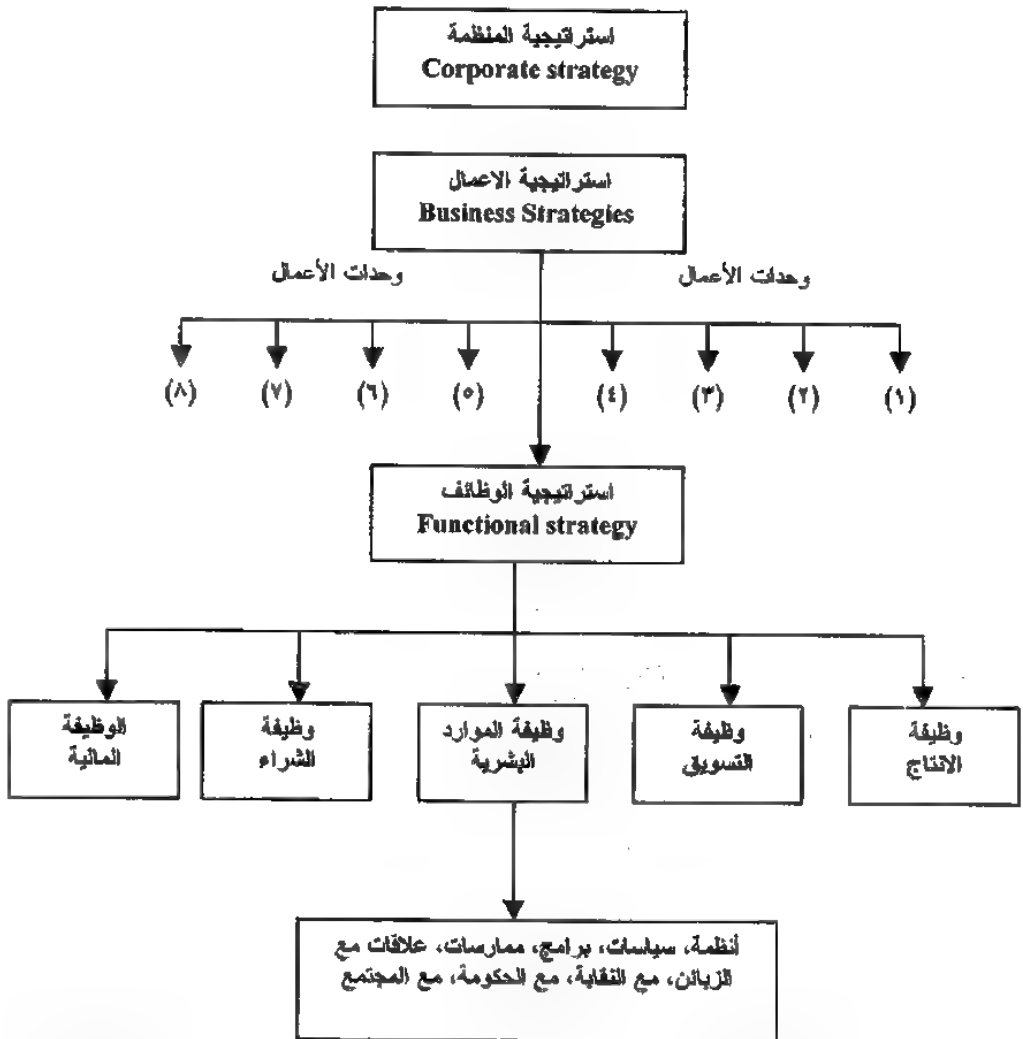 استراتيجية المنظمة
Corporate strategy
استراتيجية الاعمال
Business Strategies
وحدات الأعمال
وحدات الأعمال
(١)
(٢)
(٣)
(٤)
(٥)
(٦)
(٧)
(٨)
استراتيجية الوظائف
Functional strategy
وظيفة
الانتاج
وظيفة
التسويق
وظيفة الموارد
البشرية
وظيفة
الشراء
الوظيفة
المالية
أنظمة، سياسات، برامج، ممارسات، علاقات مع
الزبائن، مع النقابة، مع الحكومة، مع المجتمع